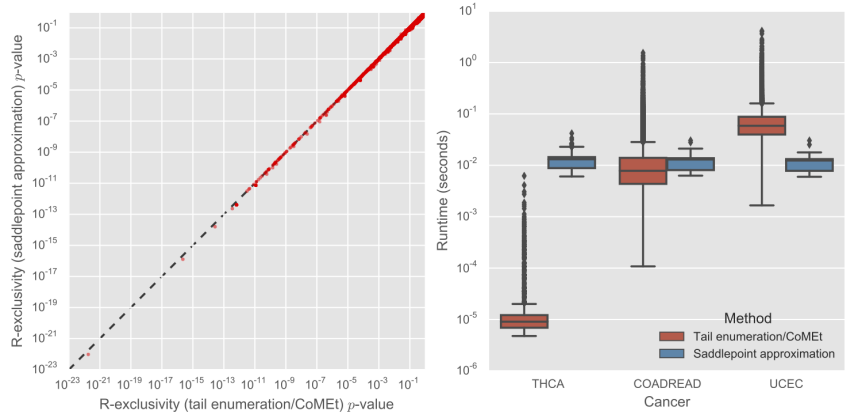 R-exclusivity (saddlepoint approximation) p-value
10^-1
10^-3
10^-5
10^-7
10^-9
10^-11
10^-13
10^-15
10^-17
10^-19
10^-21
10^-23
10^-23 10^-21 10^-19 10^-17 10^-15 10^-13 10^-11 10^-9 10^-7 10^-5 10^-3 10^-1
R-exclusivity (tail enumeration/CoMEt) p-value
Runtime (seconds)
10^1
10^0
10^-1
10^-2
10^-3
10^-4
10^-5
10^-6
Method
Tail enumeration/CoMEt
Saddlepoint approximation
THCA COADREAD UCEC
Cancer